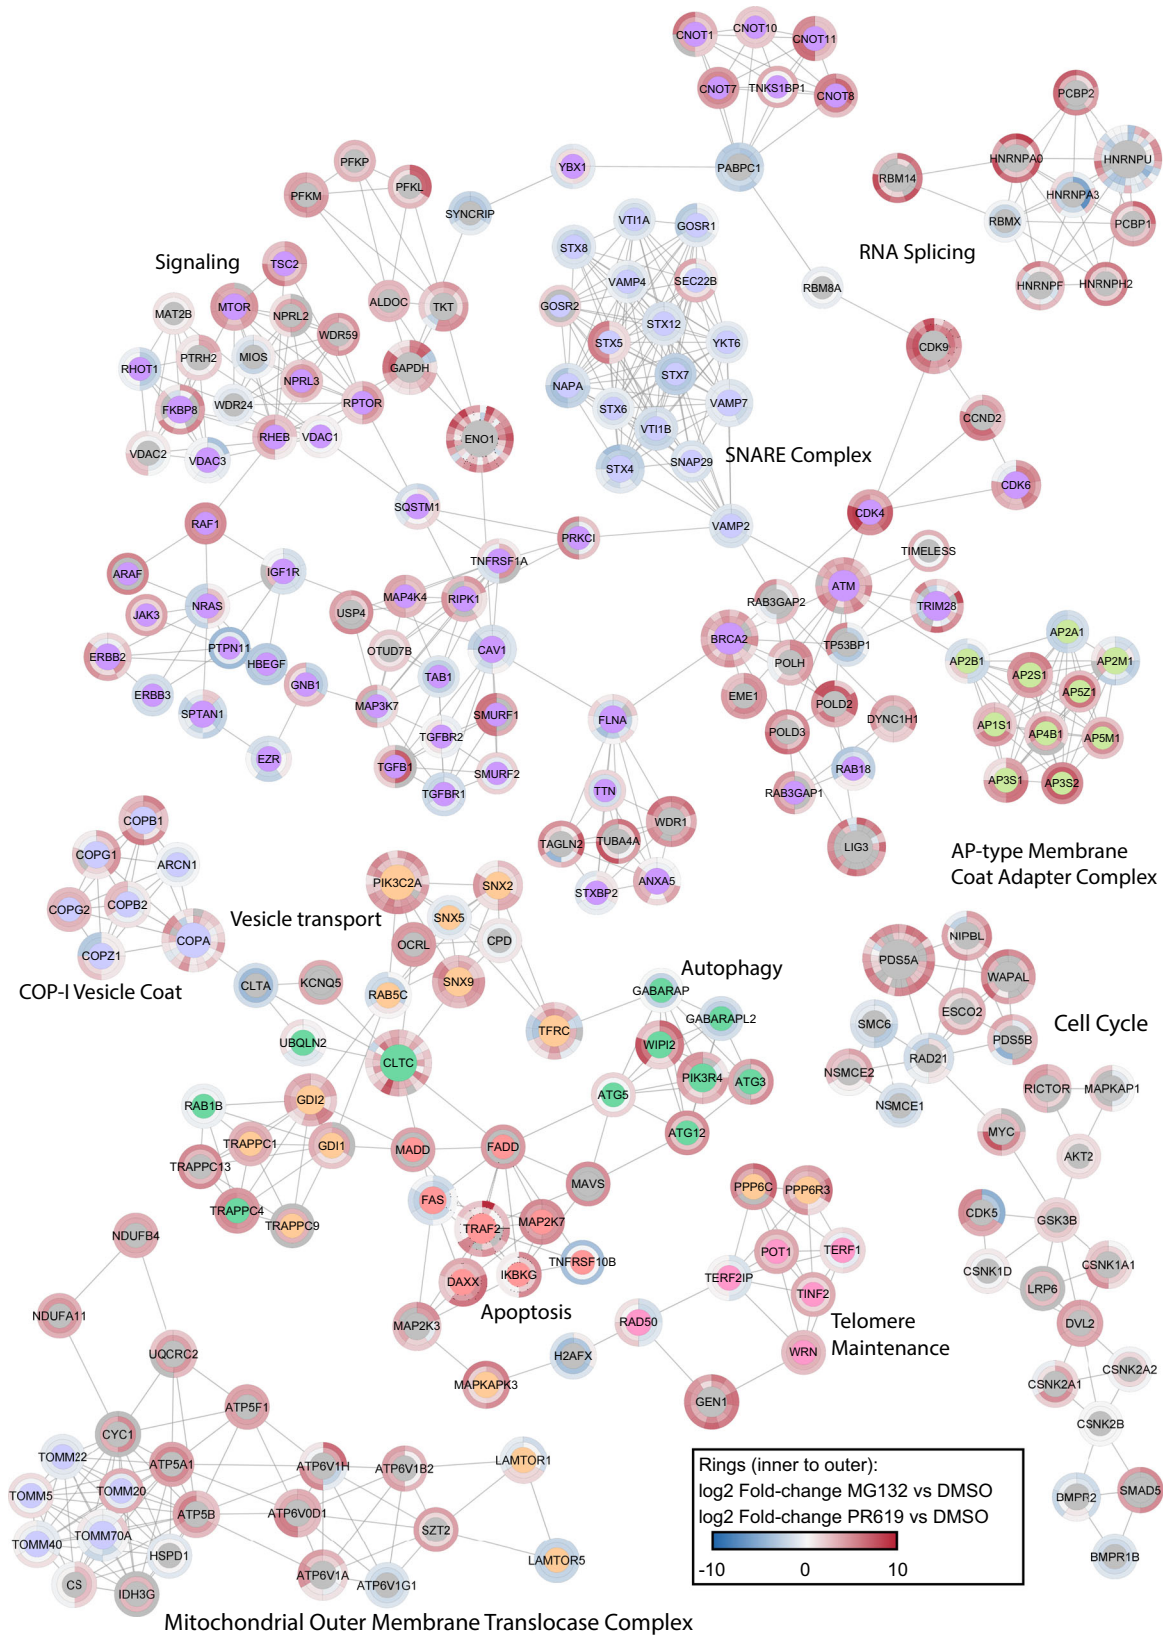 CNOT10
CNOT1
CNOT11
CNOT7
TNKS1BP1
CNOT8
PCBP2
HNRNPA0
HNRNPU
RBM14
HNRNPA3
RBMX
PCBP1
HNRNPF
HNRNPH2
RNA Splicing
PFKP
PFKL
PFKM
YBX1
PABPC1
SYNCRIP
VTI1A
GOSR1
STX8
VAMP4
SEC22B
GOSR2
STX12
STX5
YKT6
STX7
NAPA
STX6
VAMP7
VTI1B
STX4
SNAP29
SNARE Complex
VAMP2
RBM8A
CDK9
CCND2
CDK6
CDK4
Signaling
TSC2
MTOR
NPRL2
MAT2B
WDR59
PTRH2
MIOS
RHOT1
NPRL3
FKBP8
WDR24
RPTOR
RHEB
VDAC1
VDAC2
VDAC3
ALDOC
TKT
GAPDH
ENO1
SQSTM1
PRKCI
TNFRSF1A
RAF1
ARAF
IGF1R
JAK3
NRAS
PTPN11
ERBB2
HBEGF
ERBB3
GNB1
SPTAN1
EZR
USP4
MAP4K4
RIPK1
OTUD7B
CAV1
TAB1
MAP3K7
SMURF1
TGFBR2
TGFB1
SMURF2
TGFBR1
FLNA
TTN
WDR1
TAGLN2
TUBA4A
STXBP2
ANXA5
TIMELESS
ATM
RAB3GAP2
TRIM28
BRCA2
TP53BP1
POLH
EME1
POLD2
DYNC1H1
POLD3
RAB18
RAB3GAP1
LIG3
AP2A1
AP2B1
AP2M1
AP2S1
AP5Z1
AP1S1
AP4B1
AP5M1
AP3S1
AP3S2
AP-type Membrane
Coat Adapter Complex
COPB1
COPG1
ARCN1
COPG2
COPB2
COPA
COPZ1
COP-I Vesicle Coat
Vesicle transport
PIK3C2A
SNX2
SNX5
OCRL
CPD
SNX9
KCNQ5
CLTA
RAB5C
TFRC
UBQLN2
CLTC
Autophagy
GABARAP
GABARAPL2
WIPI2
PIK3R4
ATG3
ATG5
ATG12
NIPBL
PDS5A
WAPAL
ESCO2
SMC6
PDS5B
RAD21
NSMCE2
NSMCE1
Cell Cycle
RICTOR
MAPKAP1
MYC
AKT2
CDK5
GSK3B
CSNK1D
CSNK1A1
LRP6
DVL2
CSNK2A1
CSNK2A2
CSNK2B
BMPR2
SMAD5
BMPR1B
RAB1B
GDI2
TRAPPC1
GDI1
TRAPPC13
TRAPPC4
TRAPPC9
MADD
FADD
MAVS
FAS
TRAF2
MAP2K7
TNFRSF10B
DAXX
IKBKG
Apoptosis
MAP2K3
MAPKAPK3
H2AFX
PPP6C
PPP6R3
POT1
TERF1
TERF2IP
TINF2
RAD50
WRN
GEN1
Telomere
Maintenance
NDUFB4
NDUFA11
UQCRC2
ATP5F1
CYC1
TOMM22
ATP5A1
TOMM5
TOMM20
ATP5B
TOMM70A
TOMM40
HSPD1
CS
IDH3G
ATP6V1H
ATP6V1B2
ATP6V0D1
SZT2
ATP6V1A
ATP6V1G1
LAMTOR1
LAMTOR5
Mitochondrial Outer Membrane Translocase Complex
Rings (inner to outer):
log2 Fold-change MG132 vs DMSO
log2 Fold-change PR619 vs DMSO
-10 0 10